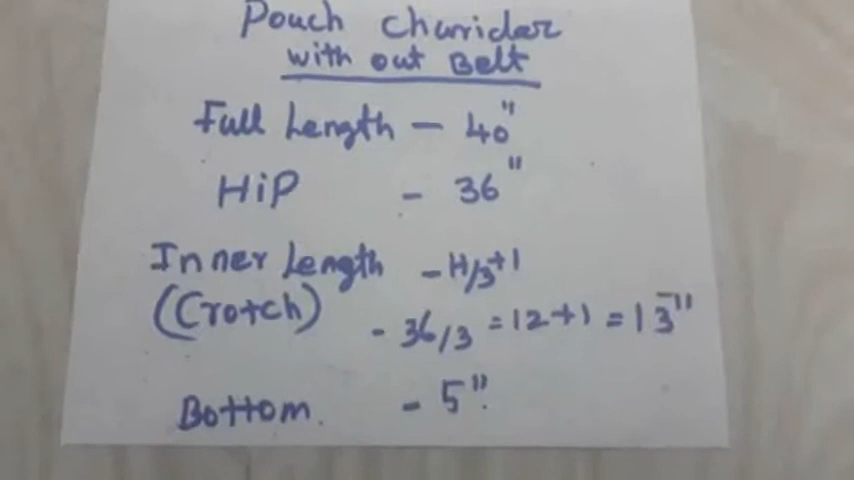 Pouch Churidar
with out Belt
Full Length - 40"
HiP - 36"
Inner Length - H/3+1
(Crotch) - 36/3 = 12+1 = 13"
Bottom. - 5".